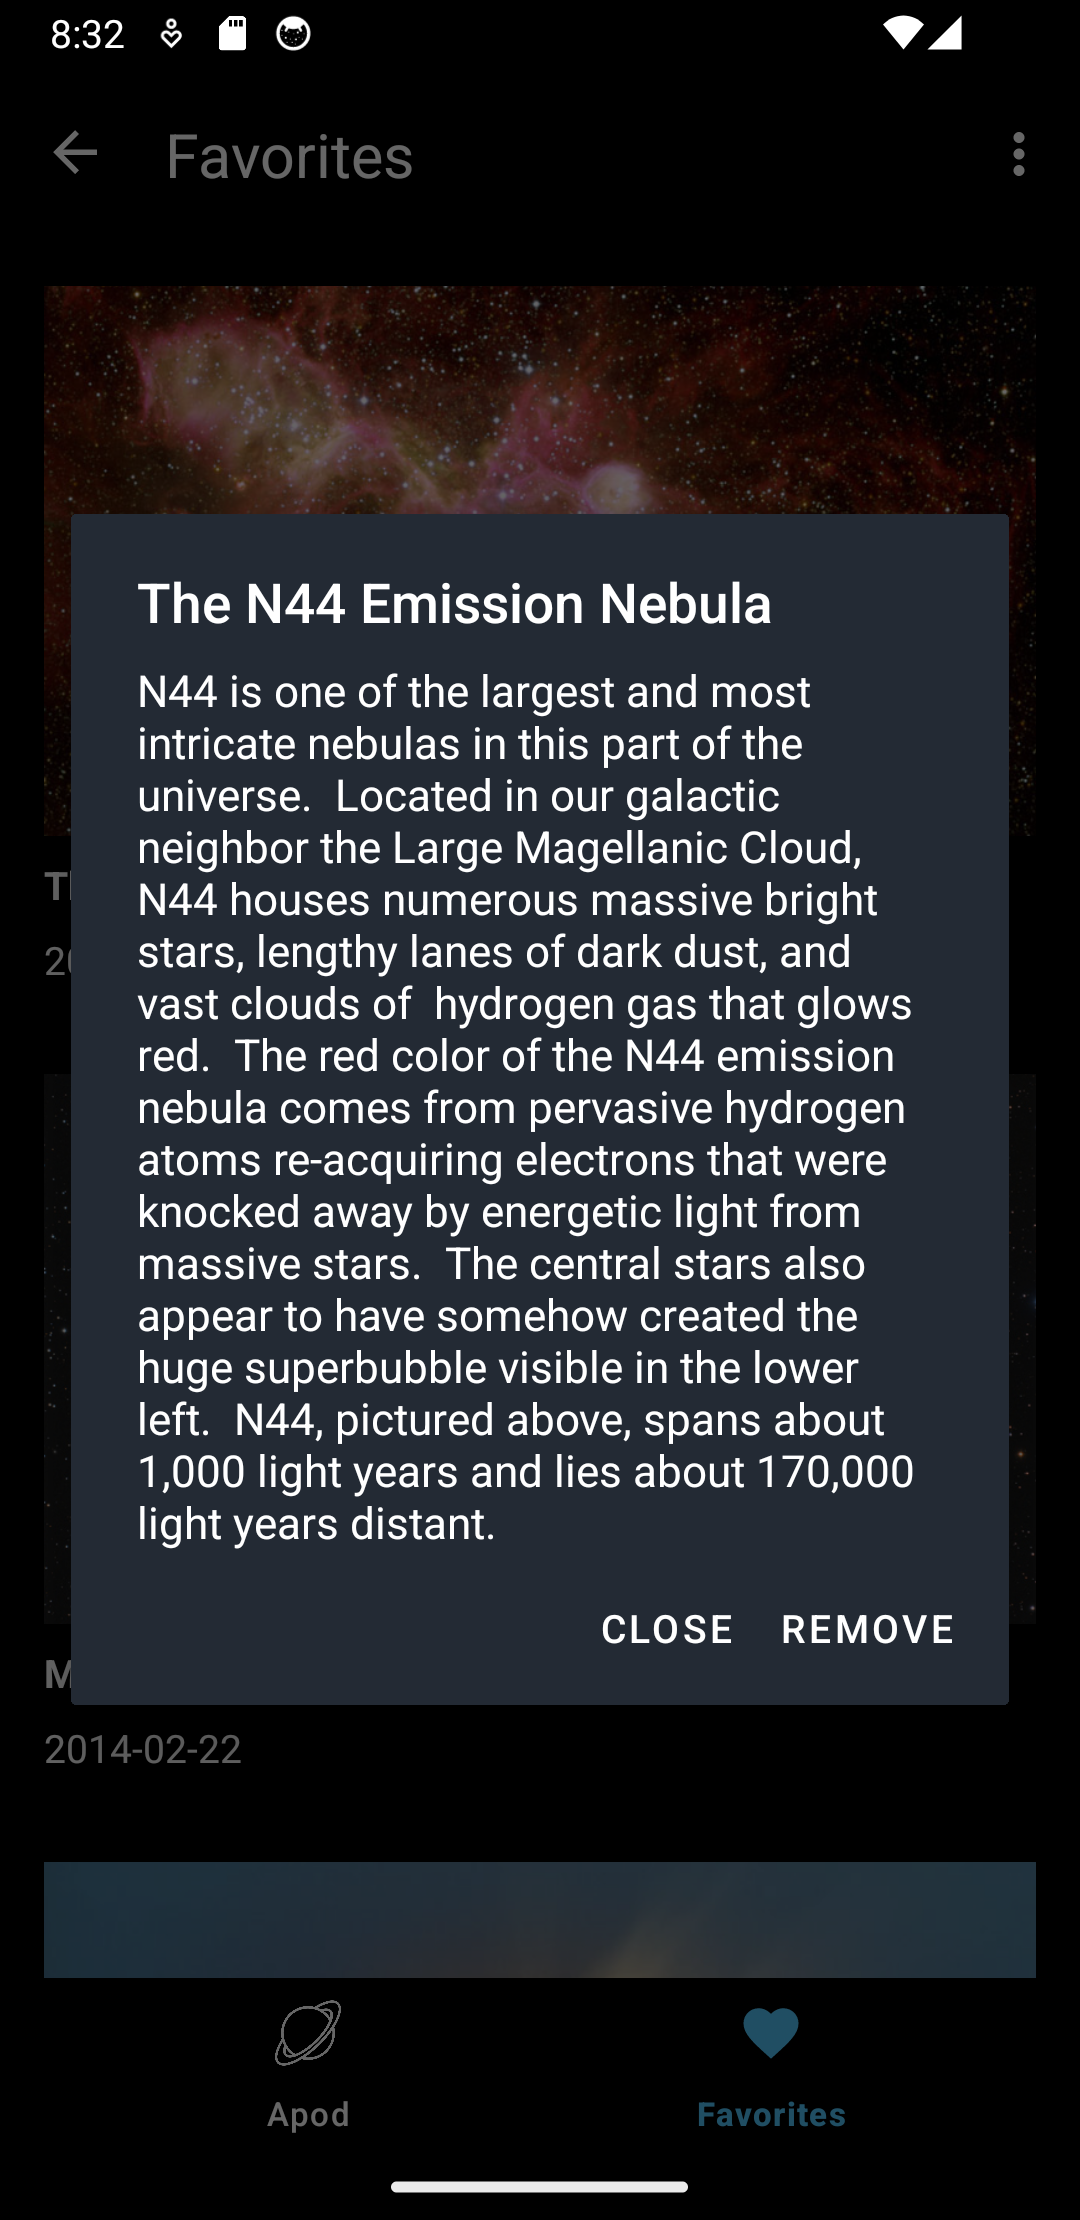 8:32
Favorites
The N44 Emission Nebula
N44 is one of the largest and most
intricate nebulas in this part of the
universe.  Located in our galactic
neighbor the Large Magellanic Cloud,
N44 houses numerous massive bright
stars, lengthy lanes of dark dust, and
vast clouds of  hydrogen gas that glows
red.  The red color of the N44 emission
nebula comes from pervasive hydrogen
atoms re-acquiring electrons that were
knocked away by energetic light from
massive stars.  The central stars also
appear to have somehow created the
huge superbubble visible in the lower
left.  N44, pictured above, spans about
1,000 light years and lies about 170,000
light years distant.
CLOSE REMOVE
2014-02-22
Apod Favorites